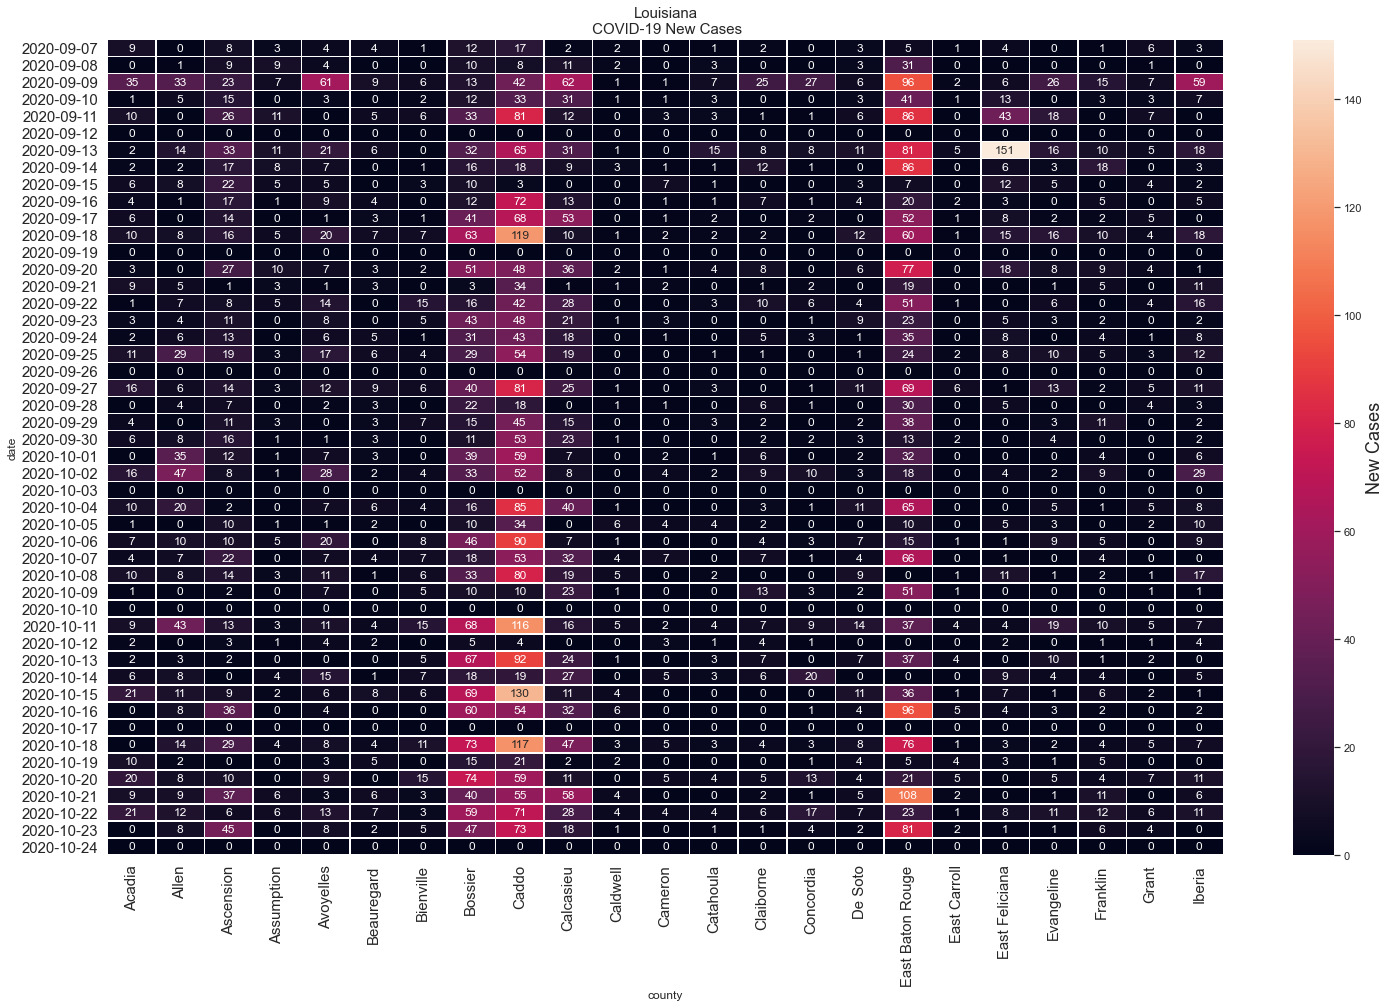 Louisiana
COVID-19 New Cases
2020-09-07 9 0 8 3 4 4 1 12 17 2 2 0 1 2 0 3 5 1 4 0 1 6 3
2020-09-08 0 1 9 9 4 0 0 10 8 11 2 0 3 0 0 3 31 0 0 0 0 1 0
2020-09-09 35 33 23 7 61 9 6 13 42 62 1 1 7 25 27 6 96 2 6 26 15 7 59
2020-09-10 1 5 15 0 3 0 2 12 33 31 1 1 3 0 0 3 41 1 13 0 3 3 7
2020-09-11 10 0 26 11 0 5 6 33 81 12 0 3 3 1 1 6 86 0 43 18 0 7 0
2020-09-12 0 0 0 0 0 0 0 0 0 0 0 0 0 0 0 0 0 0 0 0 0 0 0
2020-09-13 2 14 33 11 21 6 0 32 65 31 1 0 15 8 8 11 81 5 151 16 10 5 18
2020-09-14 2 2 17 8 7 0 1 16 18 9 3 1 1 12 1 0 86 0 6 3 18 0 3
2020-09-15 6 8 22 5 5 0 3 10 3 0 0 7 1 0 0 3 7 0 12 5 0 4 2
2020-09-16 4 1 17 1 9 4 0 12 72 13 0 1 1 7 1 4 20 2 3 0 5 0 5
2020-09-17 6 0 14 0 1 3 1 41 68 53 0 1 2 0 2 0 52 1 8 2 2 5 0
2020-09-18 10 8 16 5 20 7 7 63 119 10 1 2 2 2 0 12 60 1 15 16 10 4 18
2020-09-19 0 0 0 0 0 0 0 0 0 0 0 0 0 0 0 0 0 0 0 0 0 0 0
2020-09-20 3 0 27 10 7 3 2 51 48 36 2 1 4 8 0 6 77 0 18 8 9 4 1
2020-09-21 9 5 1 3 1 3 0 3 34 1 1 2 0 1 2 0 19 0 0 1 5 0 11
2020-09-22 1 7 8 5 14 0 15 16 42 28 0 0 3 10 6 4 51 1 0 6 0 4 16
2020-09-23 3 4 11 0 8 0 5 43 48 21 1 3 0 0 1 9 23 0 5 3 2 0 2
2020-09-24 2 6 13 0 6 5 1 31 43 18 0 1 0 5 3 1 35 0 8 0 4 1 8
2020-09-25 11 29 19 3 17 6 4 29 54 19 0 0 1 1 0 1 24 2 8 10 5 3 12
2020-09-26 0 0 0 0 0 0 0 0 0 0 0 0 0 0 0 0 0 0 0 0 0 0 0
2020-09-27 16 6 14 3 12 9 6 40 81 25 1 0 3 0 1 11 69 6 1 13 2 5 11
2020-09-28 0 4 7 0 2 3 0 22 18 0 1 1 0 6 1 0 30 0 5 0 0 4 3
2020-09-29 4 0 11 3 0 3 7 15 45 15 0 0 3 2 0 2 38 0 0 3 11 0 2
2020-09-30 6 8 16 1 1 3 0 11 53 23 1 0 0 2 2 3 13 2 0 4 0 0 2
2020-10-01 0 35 12 1 7 3 0 39 59 7 0 2 1 6 0 2 32 0 0 0 4 0 6
2020-10-02 16 47 8 1 28 2 4 33 52 8 0 4 2 9 10 3 18 0 4 2 9 0 29
2020-10-03 0 0 0 0 0 0 0 0 0 0 0 0 0 0 0 0 0 0 0 0 0 0 0
2020-10-04 10 20 2 0 7 6 4 16 85 40 1 0 0 3 1 11 65 0 0 5 1 5 8
2020-10-05 1 0 10 1 1 2 0 10 34 0 6 4 4 2 0 0 10 0 5 3 0 2 10
2020-10-06 7 10 10 5 20 0 8 46 90 7 1 0 0 4 3 7 15 1 1 9 5 0 9
2020-10-07 4 7 22 0 7 4 7 18 53 32 4 7 0 7 1 4 66 0 1 0 4 0 0
2020-10-08 10 8 14 3 11 1 6 33 80 19 5 0 2 0 0 9 0 1 11 1 2 1 17
2020-10-09 1 0 2 0 7 0 5 10 10 23 1 0 0 13 3 2 51 1 0 0 0 1 1
2020-10-10 0 0 0 0 0 0 0 0 0 0 0 0 0 0 0 0 0 0 0 0 0 0 0
2020-10-11 9 43 13 3 11 4 15 68 116 16 5 2 4 7 9 14 37 4 4 19 10 5 7
2020-10-12 0 0 3 1 4 2 0 5 4 0 0 3 1 4 1 0 0 0 2 0 1 1 4
2020-10-13 2 3 2 0 0 0 5 67 92 24 1 0 3 7 0 7 37 4 0 10 1 2 0
2020-10-14 6 8 0 4 15 1 7 18 19 27 0 5 3 6 20 0 0 0 9 4 4 0 5
2020-10-15 21 11 9 2 6 8 6 69 130 11 4 0 0 0 0 11 36 1 7 1 6 2 1
2020-10-16 0 8 36 0 4 0 0 60 54 32 6 0 0 0 1 4 96 5 4 3 2 0 2
2020-10-17 0 0 0 0 0 0 0 0 0 0 0 0 0 0 0 0 0 0 0 0 0 0 0
2020-10-18 0 14 29 4 8 4 11 73 117 47 3 5 3 4 3 8 76 1 3 2 4 5 7
2020-10-19 10 2 0 0 3 5 0 15 21 2 2 0 0 0 1 4 5 4 3 1 5 0 0
2020-10-20 20 8 10 0 9 0 15 74 59 11 0 5 4 5 13 4 21 5 0 5 4 7 11
2020-10-21 9 9 37 6 3 6 3 40 55 58 4 0 0 2 1 5 108 2 0 1 11 0 6
2020-10-22 21 12 6 6 13 7 3 59 71 28 4 4 4 6 17 7 23 1 8 11 12 6 11
2020-10-23 0 8 45 0 8 2 5 47 73 18 1 0 1 1 4 2 81 2 1 1 6 4 0
2020-10-24 0 0 0 0 0 0 0 0 0 0 0 0 0 0 0 0 0 0 0 0 0 0 0
date
Acadia Allen Ascension Assumption Avoyelles Beauregard Bienville Bossier Caddo Calcasieu Caldwell Cameron Catahoula Claiborne Concordia De Soto East Baton Rouge East Carroll East Feliciana Evangeline Franklin Grant Iberia
county
140
120
100
80
60
40
20
0
New Cases